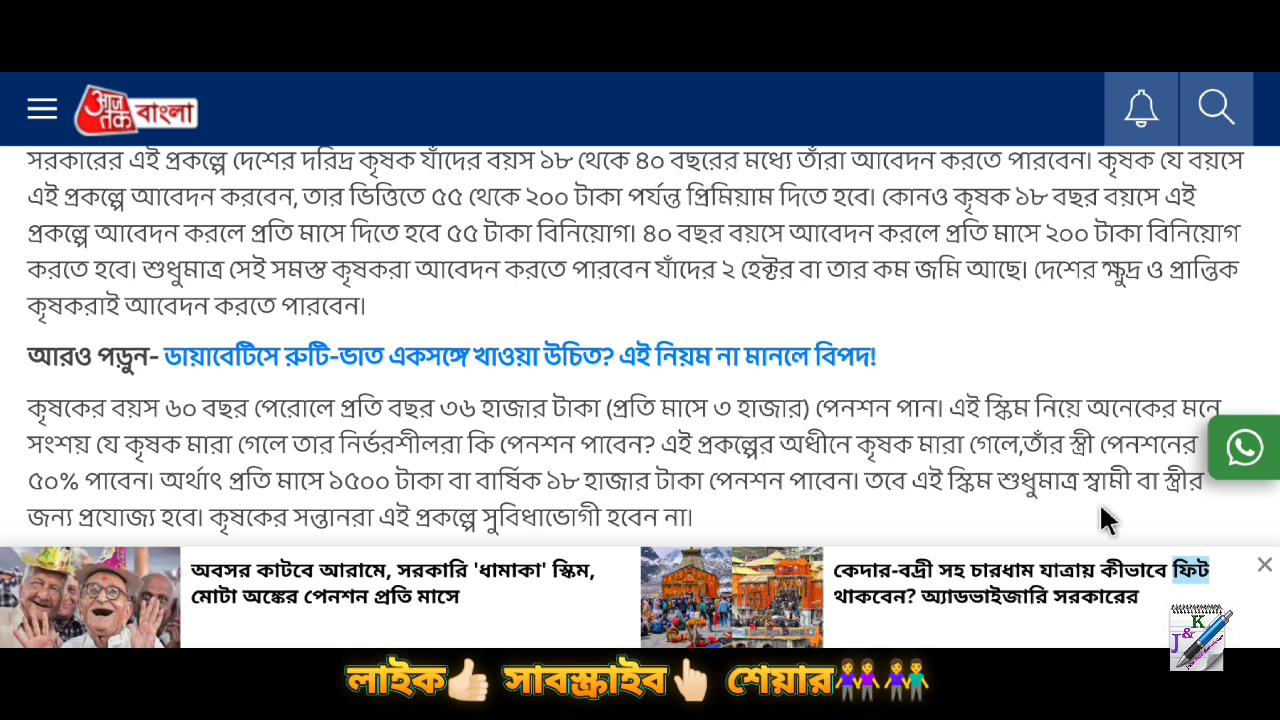 आज तक বাংলা
সরকারের এই প্রকল্পে দেশের দরিদ্র কৃষক যাঁদের বয়স ১৮ থেকে ৪০ বছরের মধ্যে তাঁরা আবেদন করতে পারবেন। কৃষক যে বয়সে
এই প্রকল্পে আবেদন করবেন, তার ভিত্তিতে ৫৫ থেকে ২০০ টাকা পর্যন্ত প্রিমিয়াম দিতে হবে। কোনও কৃষক ১৮ বছর বয়সে এই
প্রকল্পে আবেদন করলে প্রতি মাসে দিতে হবে ৫৫ টাকা বিনিয়োগ। ৪০ বছর বয়সে আবেদন করলে প্রতি মাসে ২০০ টাকা বিনিয়োগ
করতে হবে। শুধুমাত্র সেই সমস্ত কৃষকরা আবেদন করতে পারবেন যাঁদের ২ হেক্টর বা তার কম জমি আছে। দেশের ক্ষুদ্র ও প্রান্তিক
কৃষকরাই আবেদন করতে পারবেন।
আরও পড়ুন- ডায়াবেটিসে রুটি-ভাত একসঙ্গে খাওয়া উচিত? এই নিয়ম না মানলে বিপদ!
কৃষকের বয়স ৬০ বছর পেরোলে প্রতি বছর ৩৬ হাজার টাকা (প্রতি মাসে ৩ হাজার) পেনশন পান। এই স্কিম নিয়ে অনেকের মনে
সংশয় যে কৃষক মারা গেলে তার নির্ভরশীলরা কি পেনশন পাবেন? এই প্রকল্পের অধীনে কৃষক মারা গেলে,তাঁর স্ত্রী পেনশনের
৫০% পাবেন। অর্থাৎ প্রতি মাসে ১৫০০ টাকা বা বার্ষিক ১৮ হাজার টাকা পেনশন পাবেন। তবে এই স্কিম শুধুমাত্র স্বামী বা স্ত্রীর
জন্য প্রযোজ্য হবে। কৃষকের সন্তানরা এই প্রকল্পে সুবিধাভোগী হবেন না।
অবসর কাটবে আরামে, সরকারি 'ধামাকা' স্কিম,
মোটা অঙ্কের পেনশন প্রতি মাসে
কেদার-বদ্রী সহ চারধাম যাত্রায় কীভাবে ফিট
থাকবেন? অ্যাডভাইজারি সরকারের
J&K
লাইক👍 সাবস্ক্রাইব👆 শেয়ার👭👫